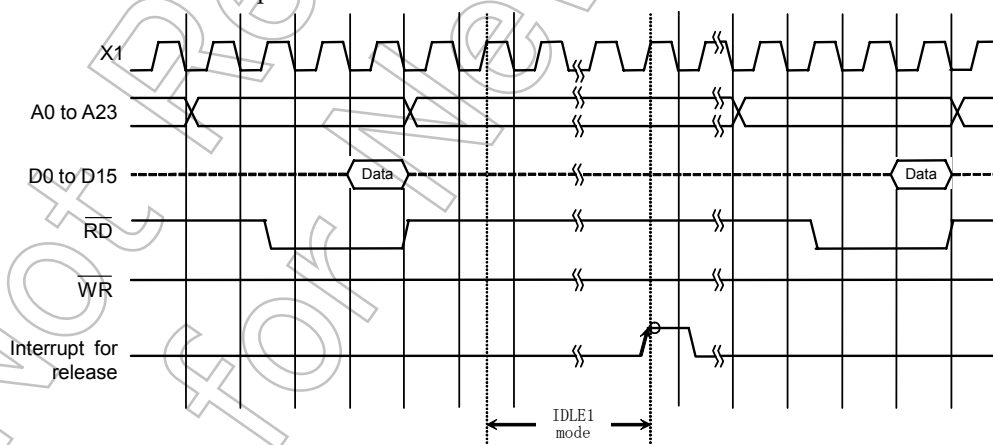 X1
A0 to A23
D0 to D15
Data
Data
RD
WR
Interrupt for
release
IDLE1
mode